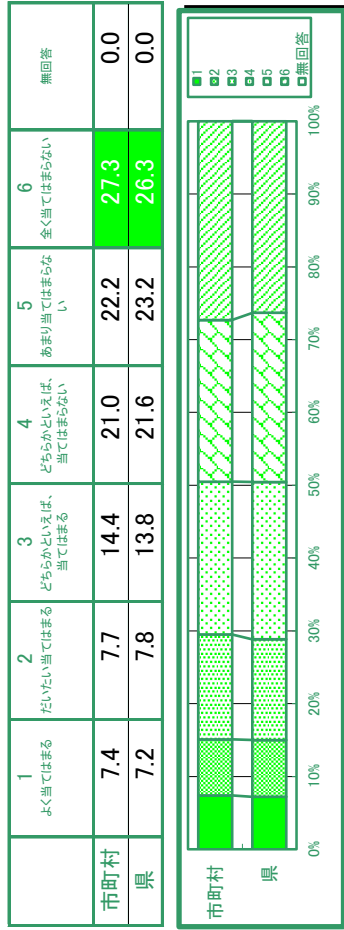 1 2 3 4 5 6 無回答
よく当てはまる だいたい当てはまる どちらかといえば、当てはまる どちらかといえば、当てはまらない あまり当てはまらない 全く当てはまらない
市町村 7.4 7.7 14.4 21.0 22.2 27.3 0.0
県 7.2 7.8 13.8 21.6 23.2 26.3 0.0
市町村
県
0% 10% 20% 30% 40% 50% 60% 70% 80% 90% 100%
1
2
3
4
5
6
無回答